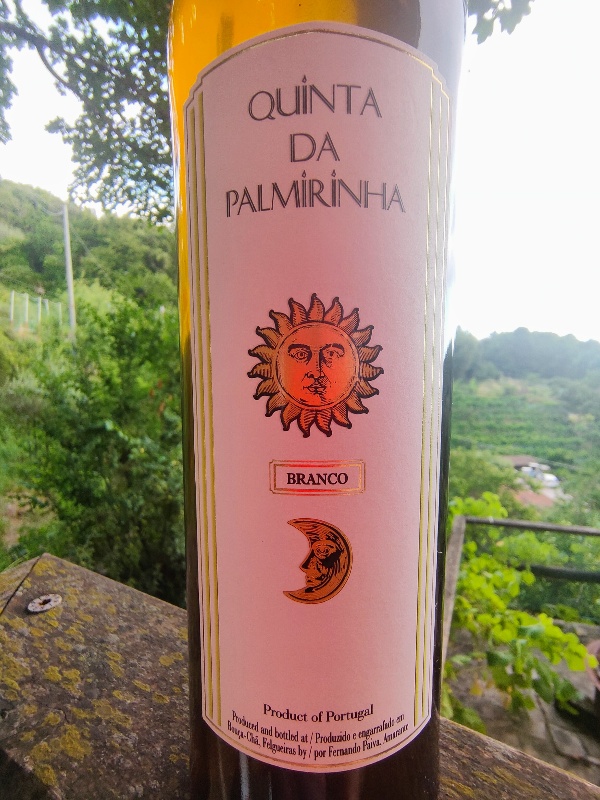 QUiNTA
DA
PALMiRiNHA
BRANCO
Product of Portugal
Produced and bottled at / Produzido e engarrafado em
Bouça-Chã, Felgueiras by / por Fernando Paiva, Amarante